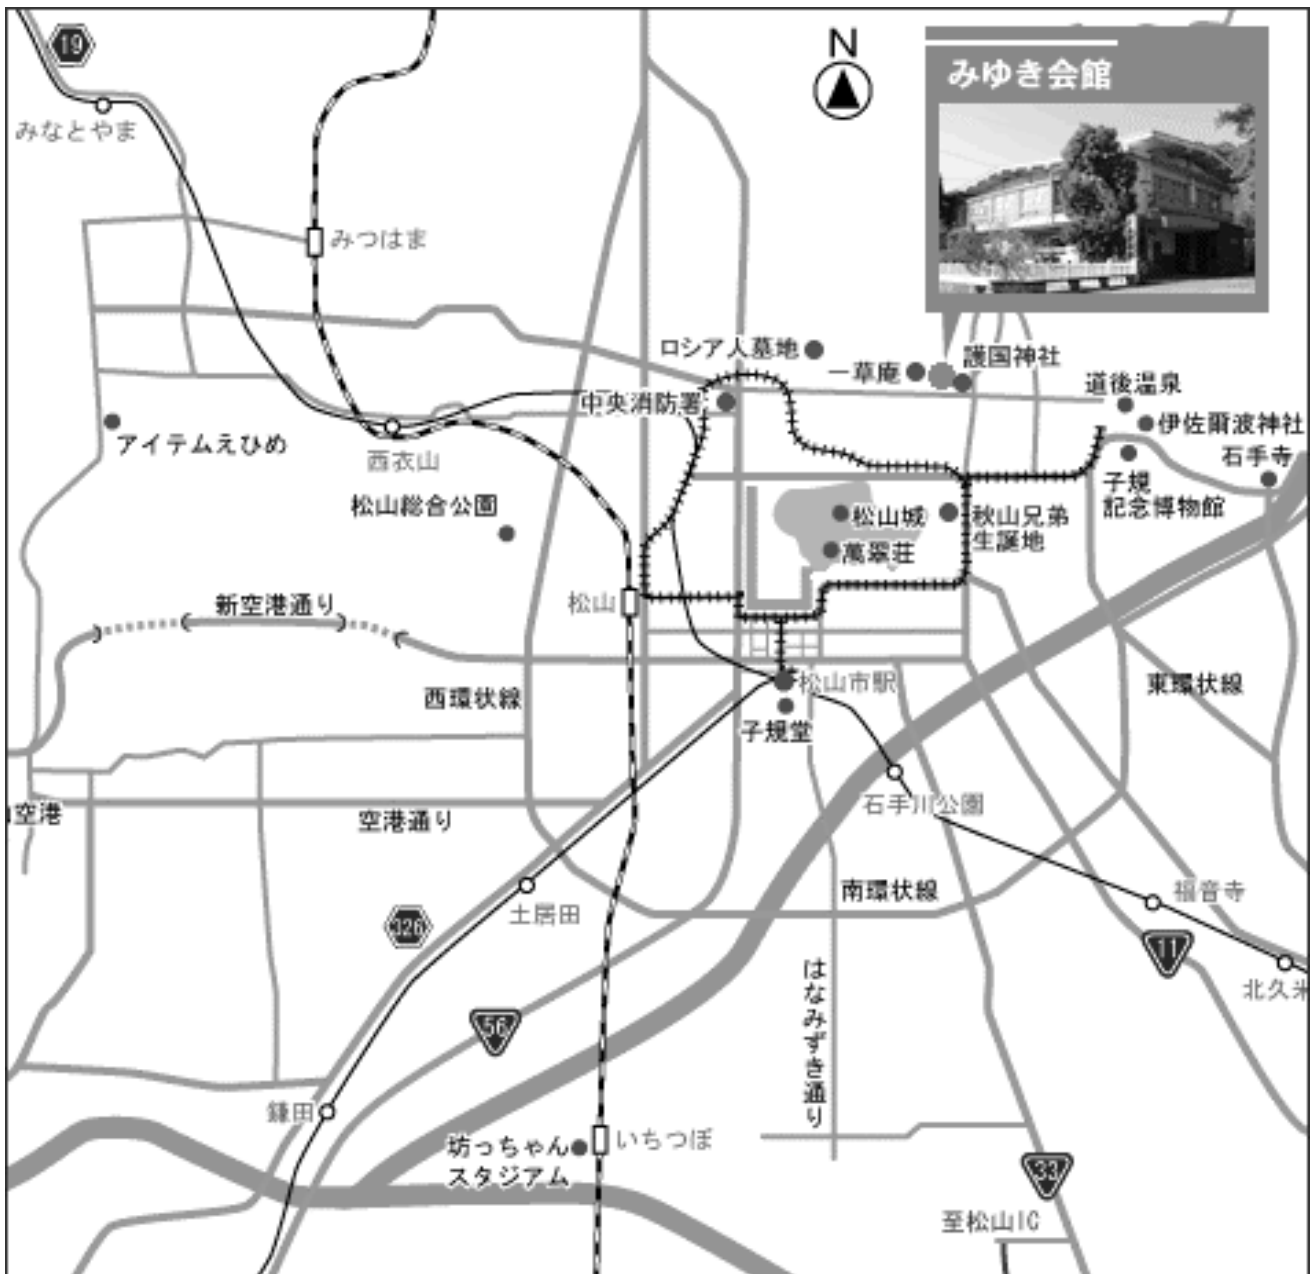 19
N
みゆき会館
みなとやま
みつはま
ロシア人墓地
一草庵
護国神社
道後温泉
中央消防署
伊佐爾波神社
アイテムえひめ
西衣山
石手寺
子規
記念博物館
松山総合公園
松山城
秋山兄弟
生誕地
萬翠荘
新空港通り
松山
松山市駅
東環状線
西環状線
子規堂
空港
空港通り
石手川公園
南環状線
福音寺
土居田
326
11
はなみずき通り
北久米
56
鎌田
坊っちゃん
スタジアム
いちつぼ
33
至松山IC